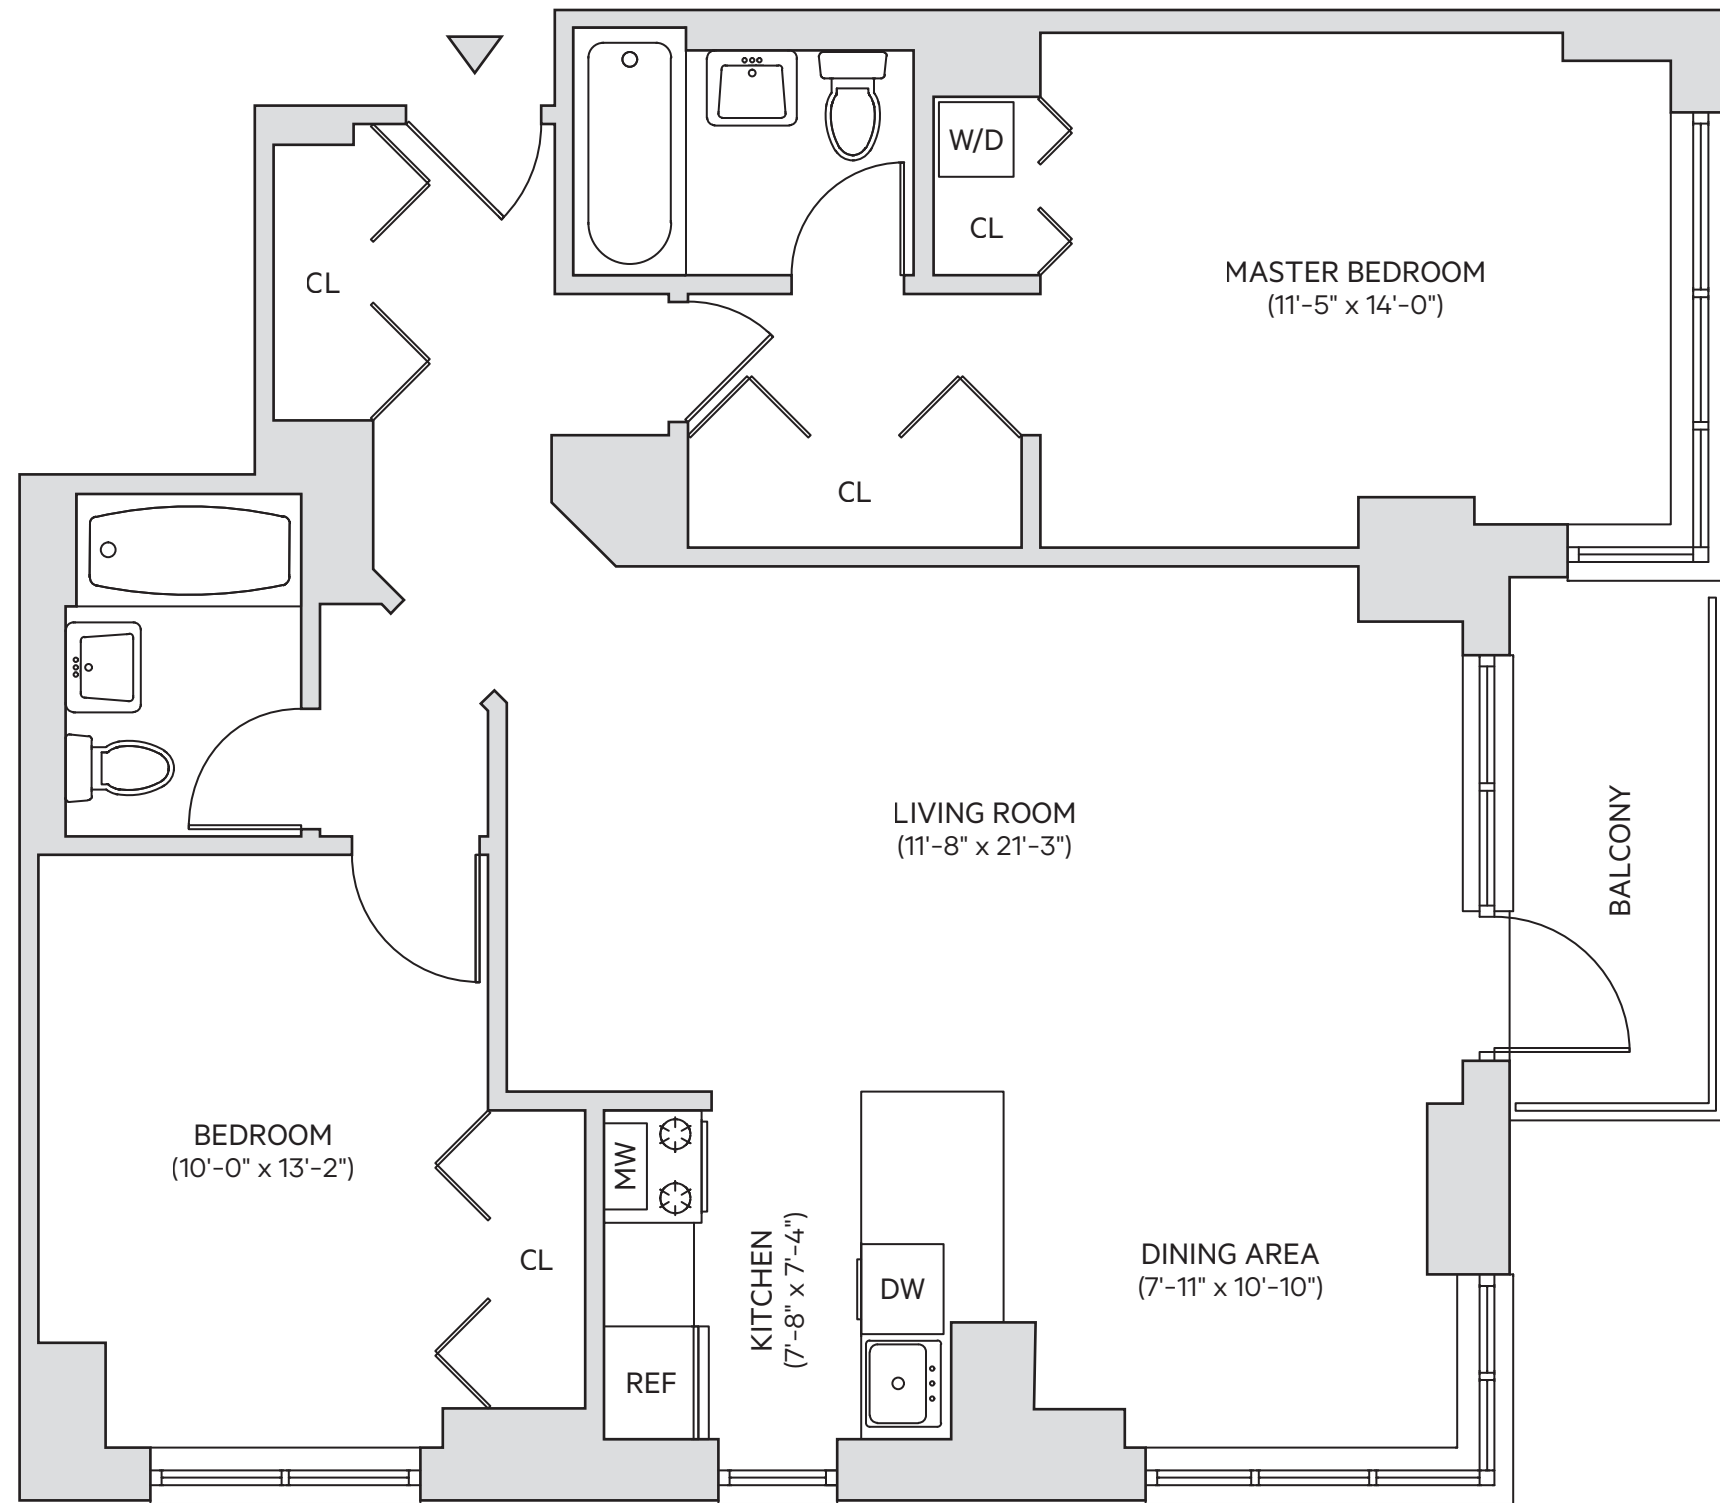 W/D
CL
CL
MASTER BEDROOM
(11'-5" x 14'-0")
CL
LIVING ROOM
(11'-8" x 21'-3")
BALCONY
BEDROOM
(10'-0" x 13'-2")
MW
CL
KITCHEN
(7'-8" x 7'-4")
DW
DINING AREA
(7'-11" x 10'-10")
REF